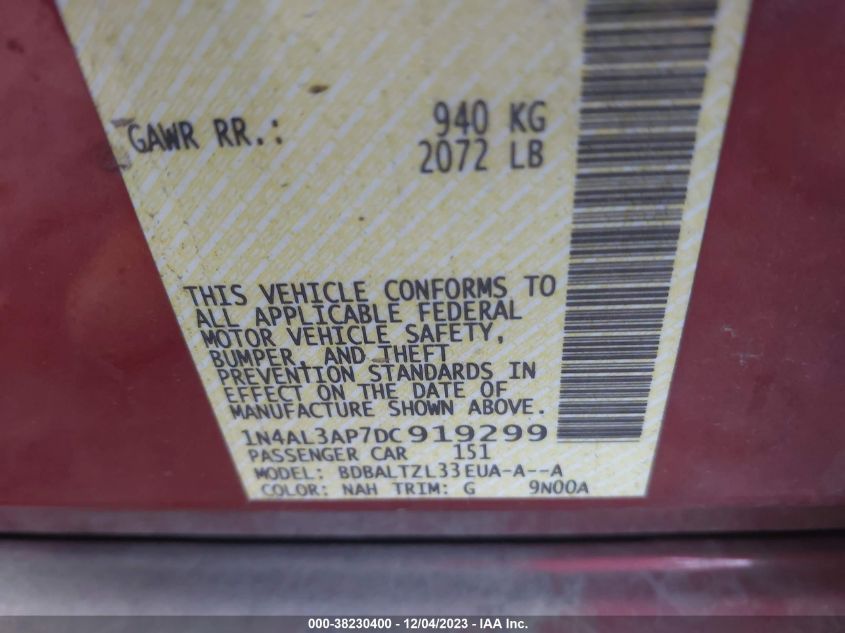 GAWR RR.: 940 KG
2072 LB
THIS VEHICLE CONFORMS TO
ALL APPLICABLE FEDERAL
MOTOR VEHICLE SAFETY,
BUMPER, AND THEFT
PREVENTION STANDARDS IN
EFFECT ON THE DATE OF
MANUFACTURE SHOWN ABOVE.
1N4AL3AP7DC919299
PASSENGER CAR 151
MODEL: BDBALTZL33EUA-A--A
COLOR: NAH TRIM: G 9N00A
000-38230400 - 12/04/2023 - IAA Inc.